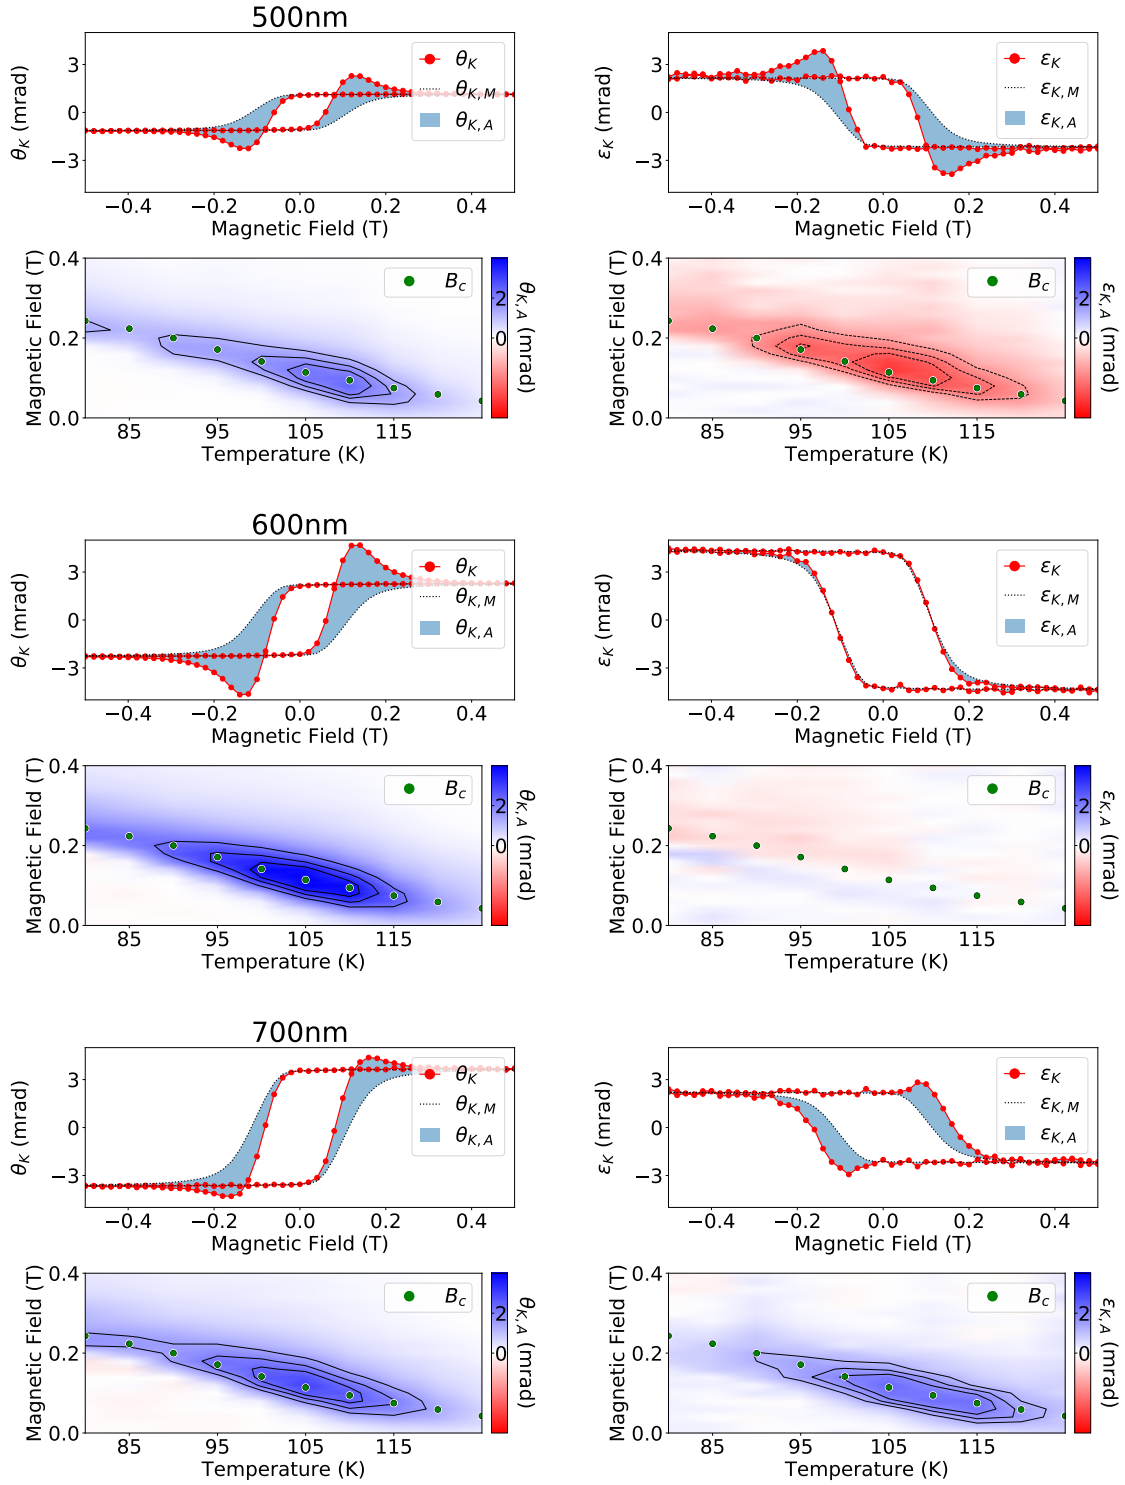 500nm
θK (mrad)
3
0
−3
θK
θK,M
θK,A
−0.4 −0.2 0.0 0.2 0.4
Magnetic Field (T)
εK (mrad)
3
0
−3
εK
εK,M
εK,A
−0.4 −0.2 0.0 0.2 0.4
Magnetic Field (T)
Magnetic Field (T)
0.4
0.2
0.0
Bc
2
0
θK,A (mrad)
85 95 105 115
Temperature (K)
Magnetic Field (T)
0.4
0.2
0.0
Bc
2
0
εK,A (mrad)
85 95 105 115
Temperature (K)
600nm
θK (mrad)
3
0
−3
θK
θK,M
θK,A
−0.4 −0.2 0.0 0.2 0.4
Magnetic Field (T)
εK (mrad)
3
0
−3
εK
εK,M
εK,A
−0.4 −0.2 0.0 0.2 0.4
Magnetic Field (T)
Magnetic Field (T)
0.4
0.2
0.0
Bc
2
0
θK,A (mrad)
85 95 105 115
Temperature (K)
Magnetic Field (T)
0.4
0.2
0.0
Bc
2
0
εK,A (mrad)
85 95 105 115
Temperature (K)
700nm
θK (mrad)
3
0
−3
θK
θK,M
θK,A
−0.4 −0.2 0.0 0.2 0.4
Magnetic Field (T)
εK (mrad)
3
0
−3
εK
εK,M
εK,A
−0.4 −0.2 0.0 0.2 0.4
Magnetic Field (T)
Magnetic Field (T)
0.4
0.2
0.0
Bc
2
0
θK,A (mrad)
85 95 105 115
Temperature (K)
Magnetic Field (T)
0.4
0.2
0.0
Bc
2
0
εK,A (mrad)
85 95 105 115
Temperature (K)